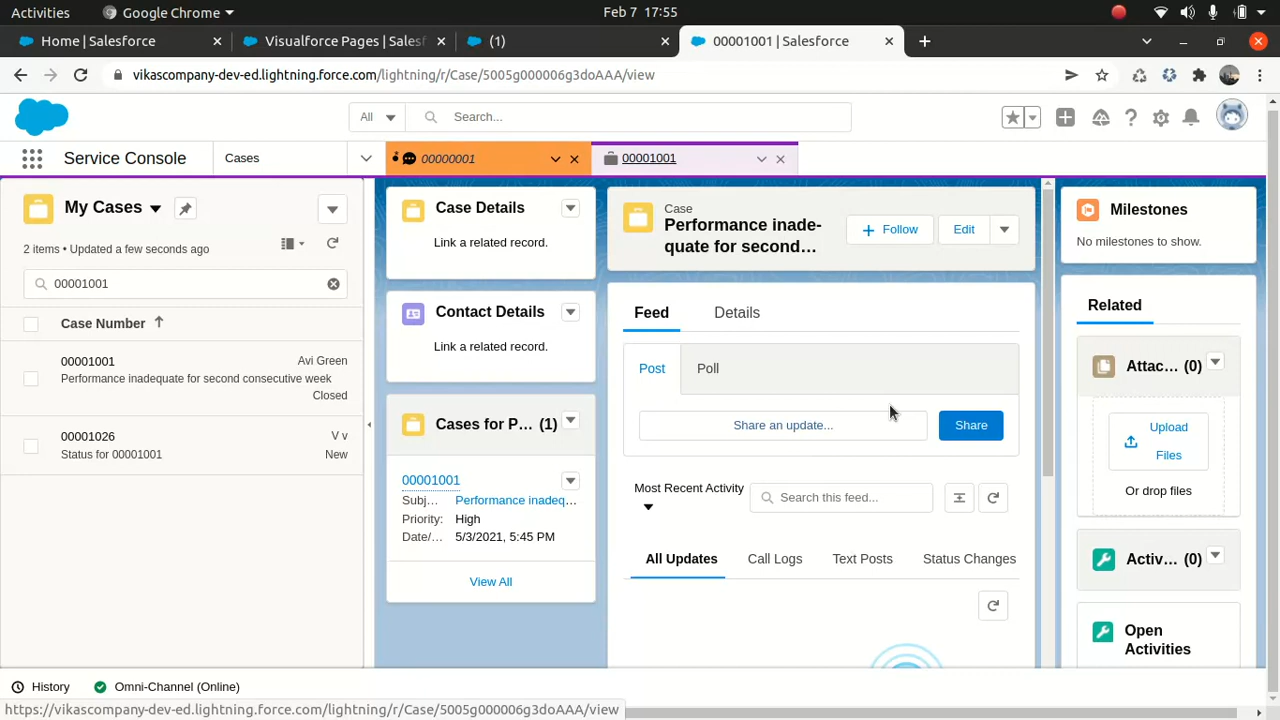 Activities
Google Chrome
Feb 7 17:55
Home | Salesforce
Visualforce Pages | Salesf
(1)
00001001 | Salesforce
vikascompany-dev-ed.lightning.force.com/lightning/r/Case/5005g000006g3doAAA/view
All
Search...
Service Console
Cases
00000001
00001001
My Cases
2 items • Updated a few seconds ago
00001001
Case Number
00001001
Avi Green
Performance inadequate for second consecutive week
Closed
00001026
V v
Status for 00001001
New
Case Details
Link a related record.
Contact Details
Link a related record.
Cases for P... (1)
00001001
Subj...
Performance inadeq...
Priority:
High
Date/...
5/3/2021, 5:45 PM
View All
Case
Performance inade-
quate for second...
Follow
Edit
Feed
Details
Post
Poll
Share an update...
Share
Most Recent Activity
Search this feed...
All Updates
Call Logs
Text Posts
Status Changes
Milestones
No milestones to show.
Related
Attac... (0)
Upload
Files
Or drop files
Activ... (0)
Open
Activities
History
Omni-Channel (Online)
https://vikascompany-dev-ed.lightning.force.com/lightning/r/Case/5005g000006g3doAAA/view